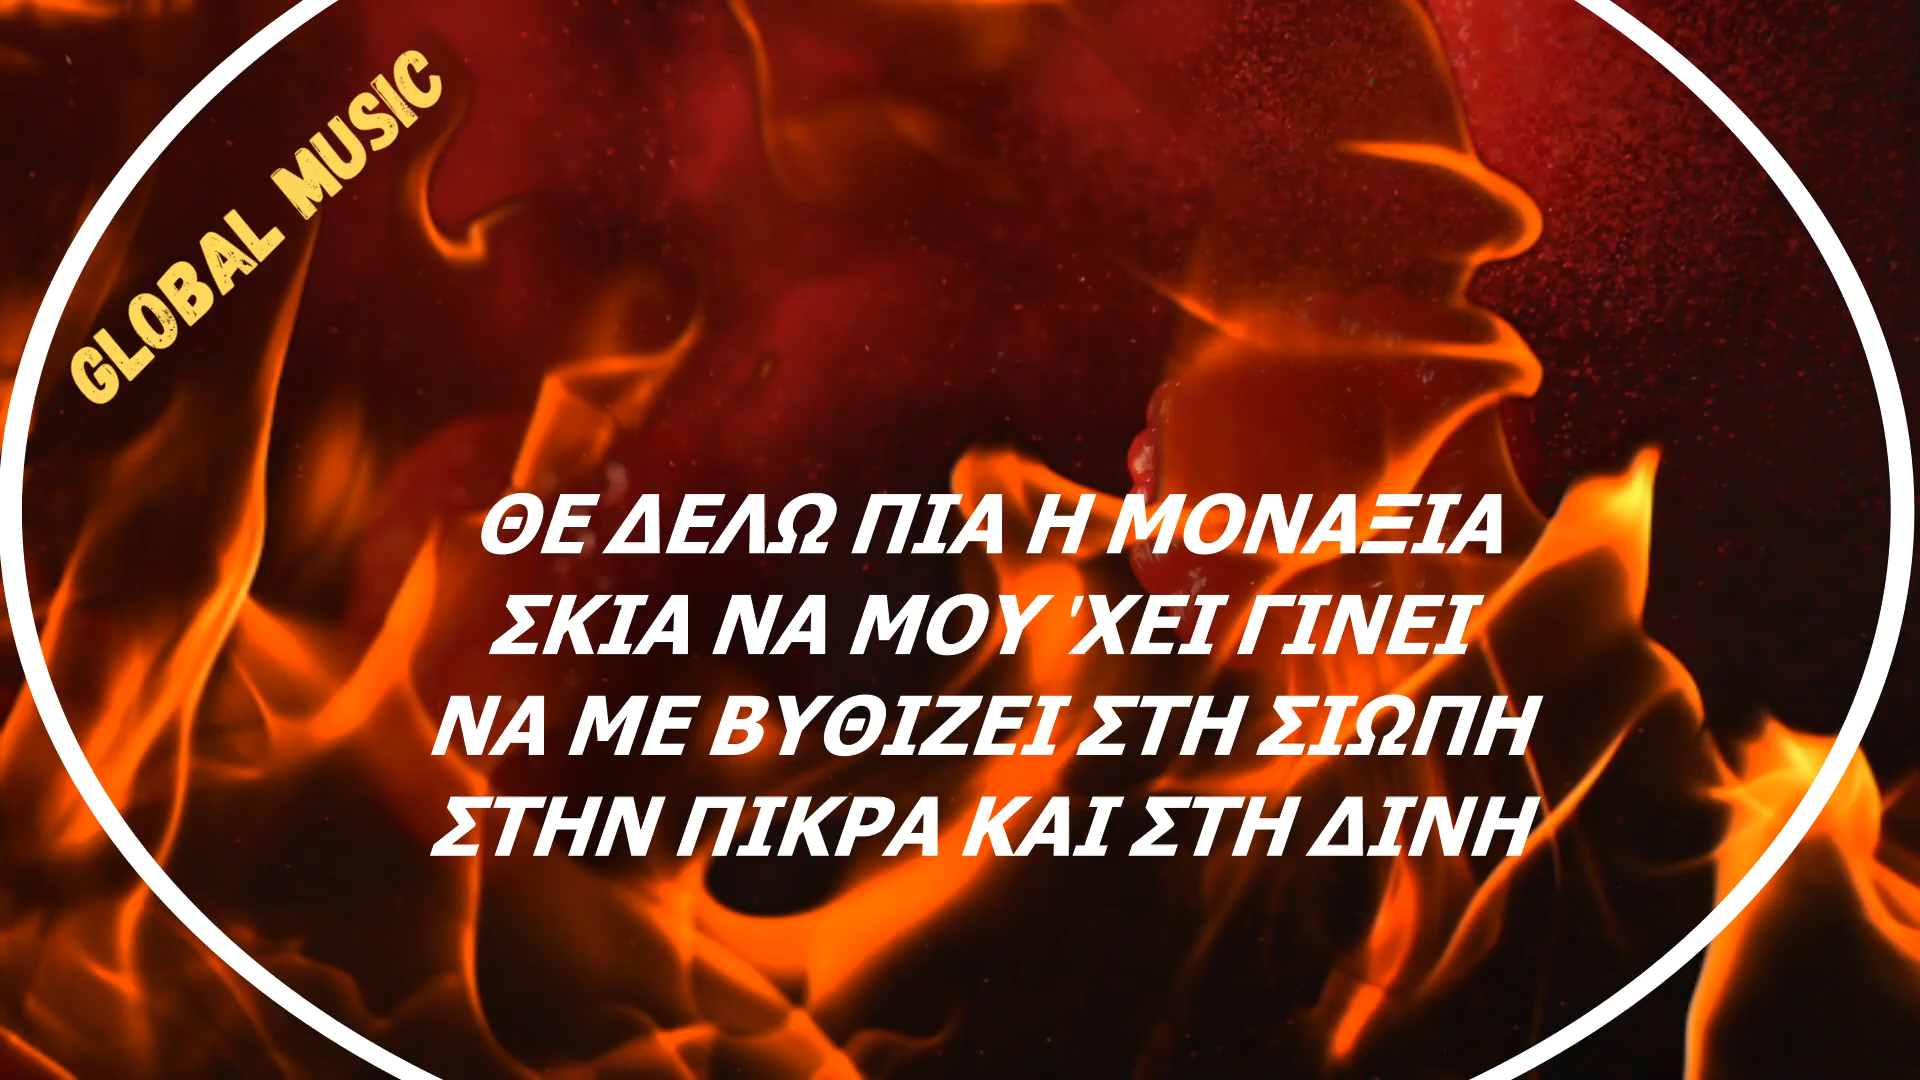 GLOBAL MUSIC
ΘΕ ΔΕΛΩ ΠΙΑ Η ΜΟΝΑΞΙΑ
ΣΚΙΑ ΝΑ ΜΟΥ 'ΧΕΙ ΓΙΝΕΙ
ΝΑ ΜΕ ΒΥΘΙΖΕΙ ΣΤΗ ΣΙΩΠΗ
ΣΤΗΝ ΠΙΚΡΑ ΚΑΙ ΣΤΗ ΔΙΝΗ